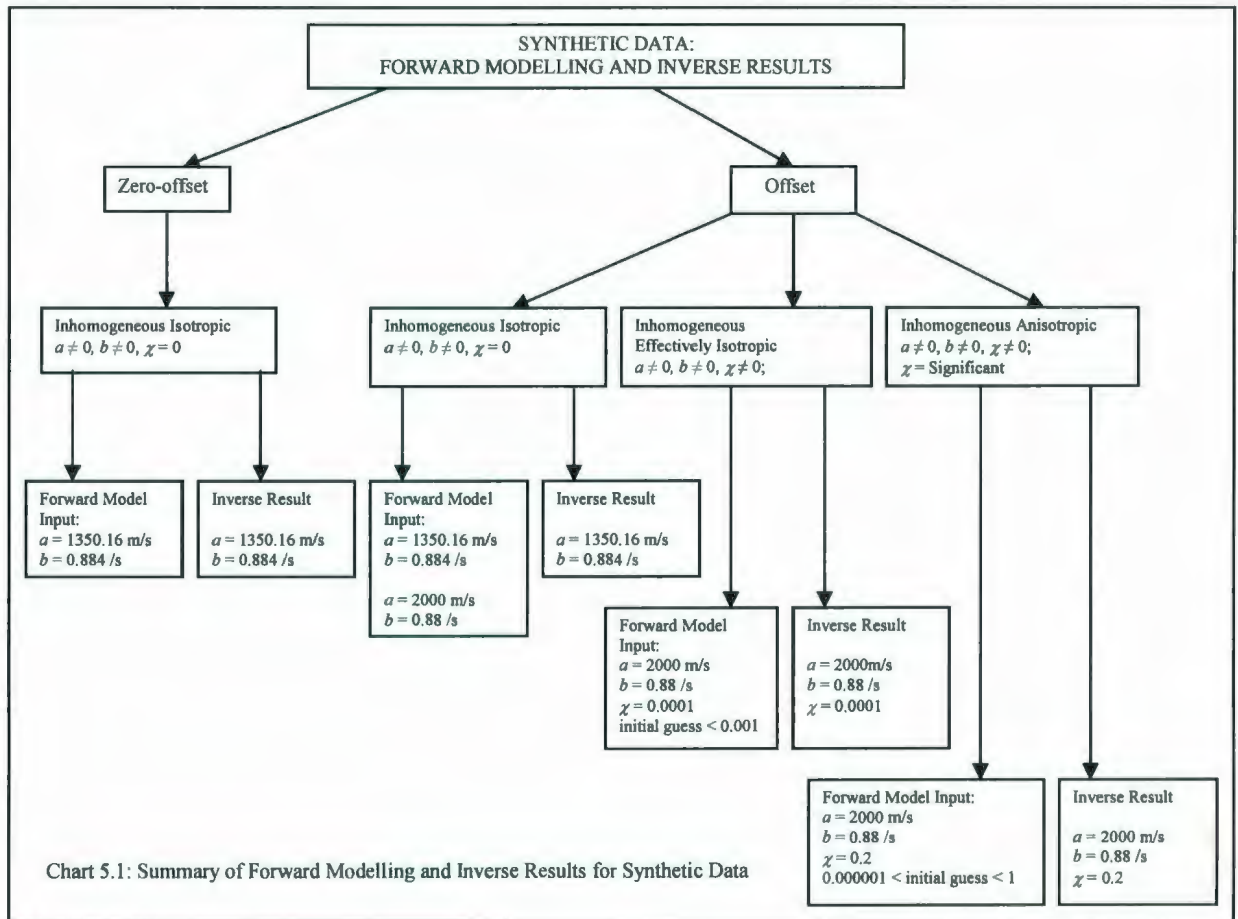 SYNTHETIC DATA:
FORWARD MODELLING AND INVERSE RESULTS
Zero-offset
Offset
Inhomogeneous Isotropic
a ≠ 0, b ≠ 0, χ = 0
Inhomogeneous Isotropic
a ≠ 0, b ≠ 0, χ = 0
Inhomogeneous
Effectively Isotropic
a ≠ 0, b ≠ 0, χ ≠ 0;
Inhomogeneous Anisotropic
a ≠ 0, b ≠ 0, χ ≠ 0;
χ = Significant
Forward Model
Input:
a = 1350.16 m/s
b = 0.884 /s
Inverse Result
a = 1350.16 m/s
b = 0.884 /s
Forward Model
Input:
a = 1350.16 m/s
b = 0.884 /s
a = 2000 m/s
b = 0.88 /s
Inverse Result
a = 1350.16 m/s
b = 0.884 /s
Forward Model
Input:
a = 2000 m/s
b = 0.88 /s
χ = 0.0001
initial guess < 0.001
Inverse Result
a = 2000m/s
b = 0.88 /s
χ = 0.0001
Forward Model Input:
a = 2000 m/s
b = 0.88 /s
χ = 0.2
0.000001 < initial guess < 1
Inverse Result
a = 2000 m/s
b = 0.88 /s
χ = 0.2
Chart 5.1: Summary of Forward Modelling and Inverse Results for Synthetic Data